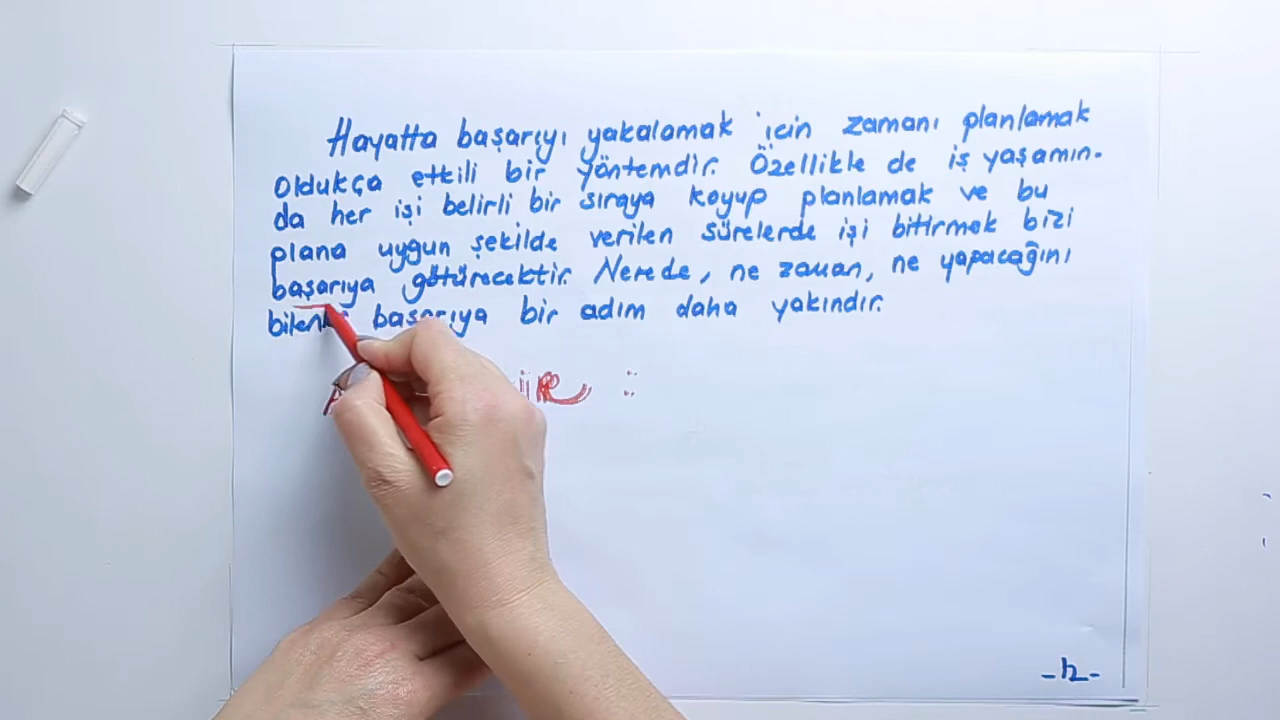 Hayatta başarıyı yakalamak için zamanı planlamak
oldukça etkili bir yöntemdir. Özellikle de iş yaşamın-
da her işi belirli bir sıraya koyup planlamak ve bu
plana uygun şekilde verilen sürelerde işi bitirmek bizi
başarıya götürecektir. Nerede, ne zaman, ne yapacağını
başarıya bir adım daha yakındır.
-12-